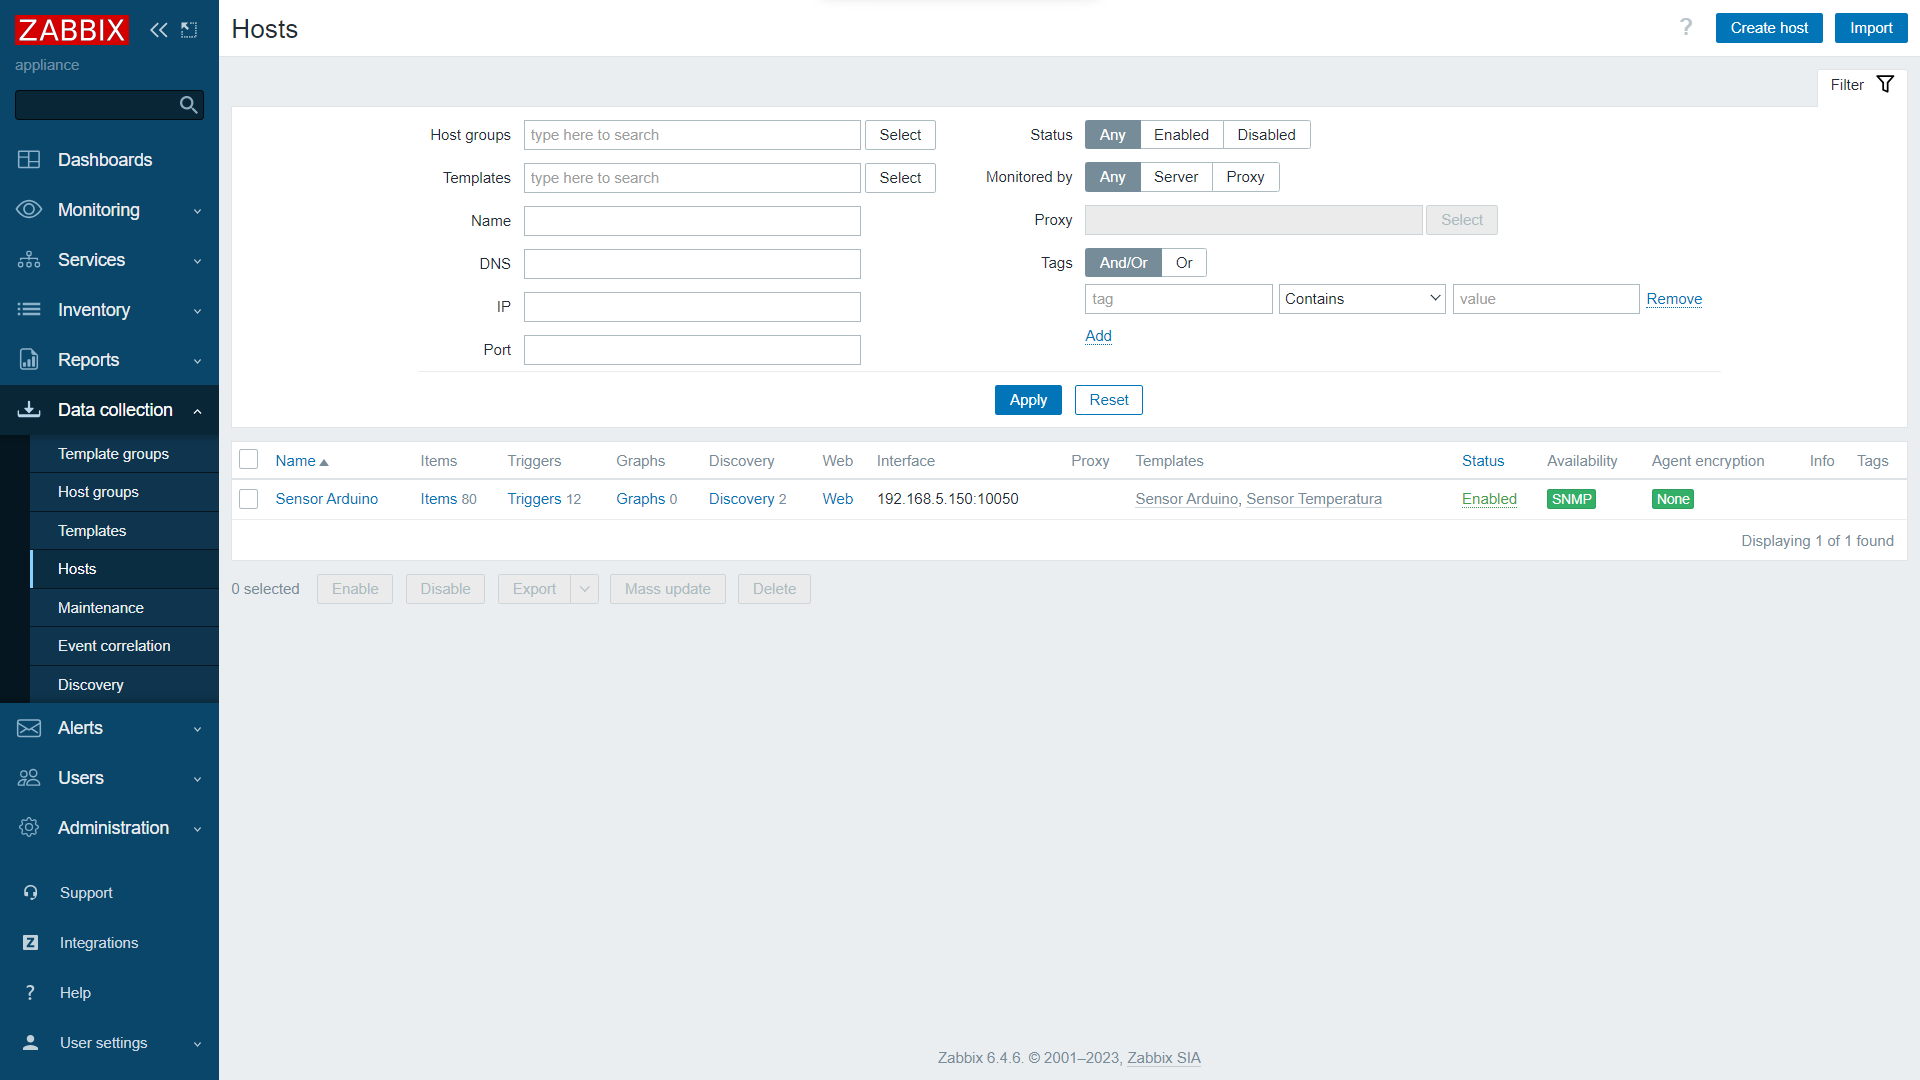 ZABBIX
appliance
Dashboards
Monitoring
Services
Inventory
Reports
Data collection
Template groups
Host groups
Templates
Hosts
Maintenance
Event correlation
Discovery
Alerts
Users
Administration
Support
Z Integrations
? Help
User settings
Hosts
? Create host Import
Filter
Host groups type here to search Select
Templates type here to search Select
Name
DNS
IP
Port
Status Any Enabled Disabled
Monitored by Any Server Proxy
Proxy Select
Tags And/Or Or
tag Contains value Remove
Add
Apply Reset
Name Items Triggers Graphs Discovery Web Interface Proxy Templates Status Availability Agent encryption Info Tags
Sensor Arduino Items 80 Triggers 12 Graphs 0 Discovery 2 Web 192.168.5.150:10050 Sensor Arduino, Sensor Temperatura Enabled SNMP None
Displaying 1 of 1 found
0 selected Enable Disable Export Mass update Delete
Zabbix 6.4.6. © 2001–2023, Zabbix SIA